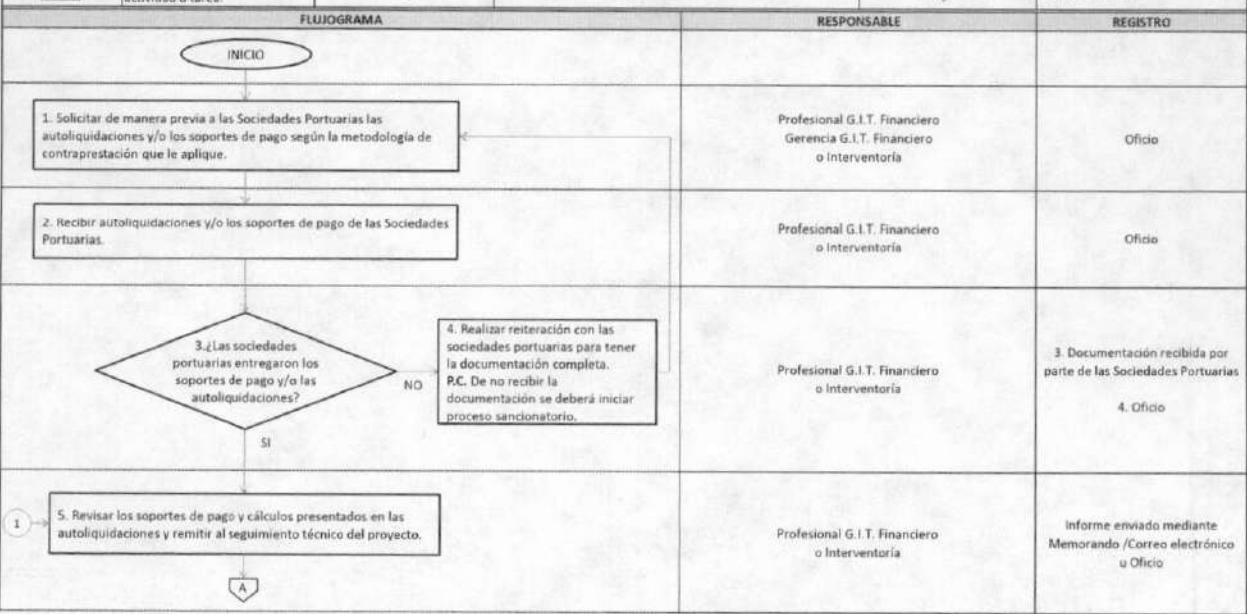 actividad o tarea.
FLUJOGRAMA
RESPONSABLE
REGISTRO
INICIO
1. Solicitar de manera previa a las Sociedades Portuarias las
autoliquidaciones y/o los soportes de pago según la metodología de
contraprestación que le aplique.
Profesional G.I.T. Financiero
Gerencia G.I.T. Financiero
o Interventoría
Oficio
2. Recibir autoliquidaciones y/o los soportes de pago de las Sociedades
Portuarias.
Profesional G.I.T. Financiero
o Interventoría
Oficio
3.¿Las sociedades
portuarias entregaron los
soportes de pago y/o las
autoliquidaciones?
NO
SI
4. Realizar reiteración con las
sociedades portuarias para tener
la documentación completa.
P.C. De no recibir la
documentación se deberá iniciar
proceso sancionatorio.
Profesional G.I.T. Financiero
o Interventoría
3. Documentación recibida por
parte de las Sociedades Portuarias
4. Oficio
1
5. Revisar los soportes de pago y cálculos presentados en las
autoliquidaciones y remitir al seguimiento técnico del proyecto.
A
Profesional G.I.T. Financiero
o Interventoría
Informe enviado mediante
Memorando /Correo electrónico
u Oficio